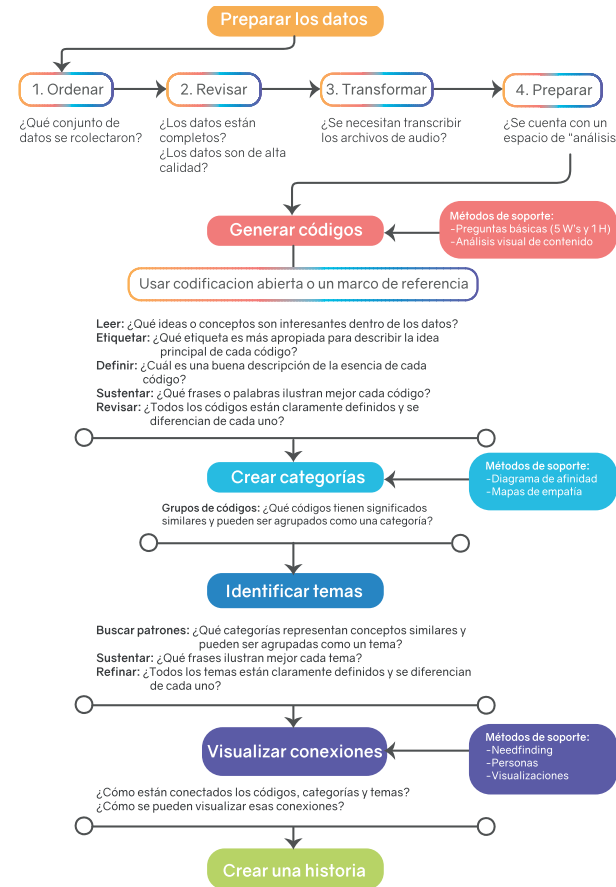 Preparar los datos
1. Ordenar
2. Revisar
3. Transformar
4. Preparar
¿Qué conjunto de
datos se rcolectaron?
¿Los datos están
completos?
¿Los datos son de alta
calidad?
¿Se necesitan transcribir
los archivos de audio?
¿Se cuenta con un
espacio de "análisis
Generar códigos
Métodos de soporte:
-Preguntas básicas (5 W's y 1 H)
-Análisis visual de contenido
Usar codificacion abierta o un marco de referencia
Leer: ¿Qué ideas o conceptos son interesantes dentro de los datos?
Etiquetar: ¿Qué etiqueta es más apropiada para describir la idea
principal de cada código?
Definir: ¿Cuál es una buena descripción de la esencia de cada
código?
Sustentar: ¿Qué frases o palabras ilustran mejor cada código?
Revisar: ¿Todos los códigos están claramente definidos y se
diferencian de cada uno?
Crear categorías
Métodos de soporte:
-Diagrama de afinidad
-Mapas de empatía
Grupos de códigos: ¿Qué códigos tienen significados
similares y pueden ser agrupados como una categoría?
Identificar temas
Buscar patrones: ¿Qué categorías representan conceptos similares y
pueden ser agrupadas como un tema?
Sustentar: ¿Qué frases ilustran mejor cada tema?
Refinar: ¿Todos los temas están claramente definidos y se diferencian
de cada uno?
Visualizar conexiones
Métodos de soporte:
-Needfinding
-Personas
-Visualizaciones
¿Cómo están conectados los códigos, categorías y temas?
¿Cómo se pueden visualizar esas conexiones?
Crear una historia